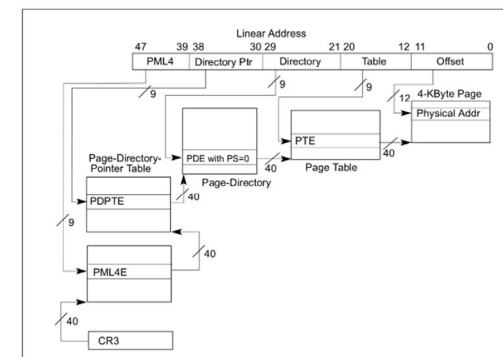 Linear Address
47 39 38 30 29 21 20 12 11 0
PML4 Directory Ptr Directory Table Offset
9 9 9 12 4-KByte Page
Physical Addr
PTE
Page-Directory-
Pointer Table
PDE with PS=0 40 Page Table 40
Page-Directory
PDPTE 40
9
40
PML4E
40
CR3